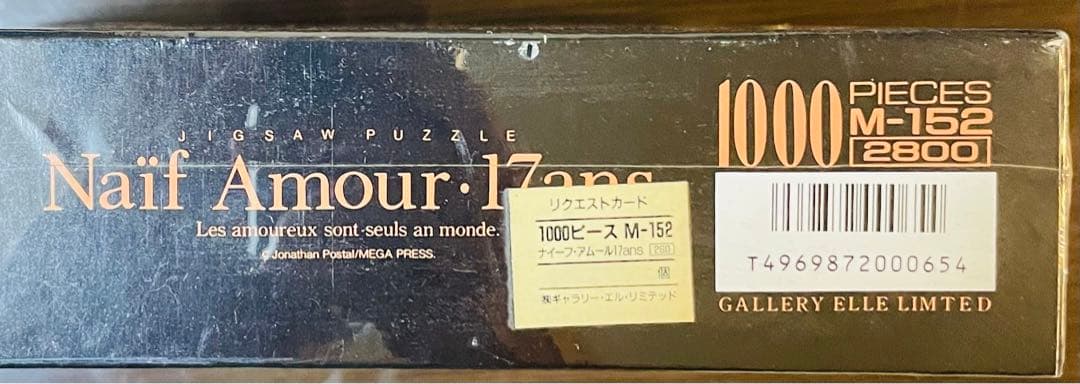 JIGSAW PUZZLE
Naïf Amour·17ans
Les amoureux sont-seuls an monde.
© Jonathan Postal/MEGA PRESS.
リクエストカード
1000ピース M-152
ナイーフ・アムール17ans 260
個
㈱ギャラリー・エル・リミテッド
1000 PIECES
M-152
2800
T4969872000654
GALLERY ELLE LIMTED